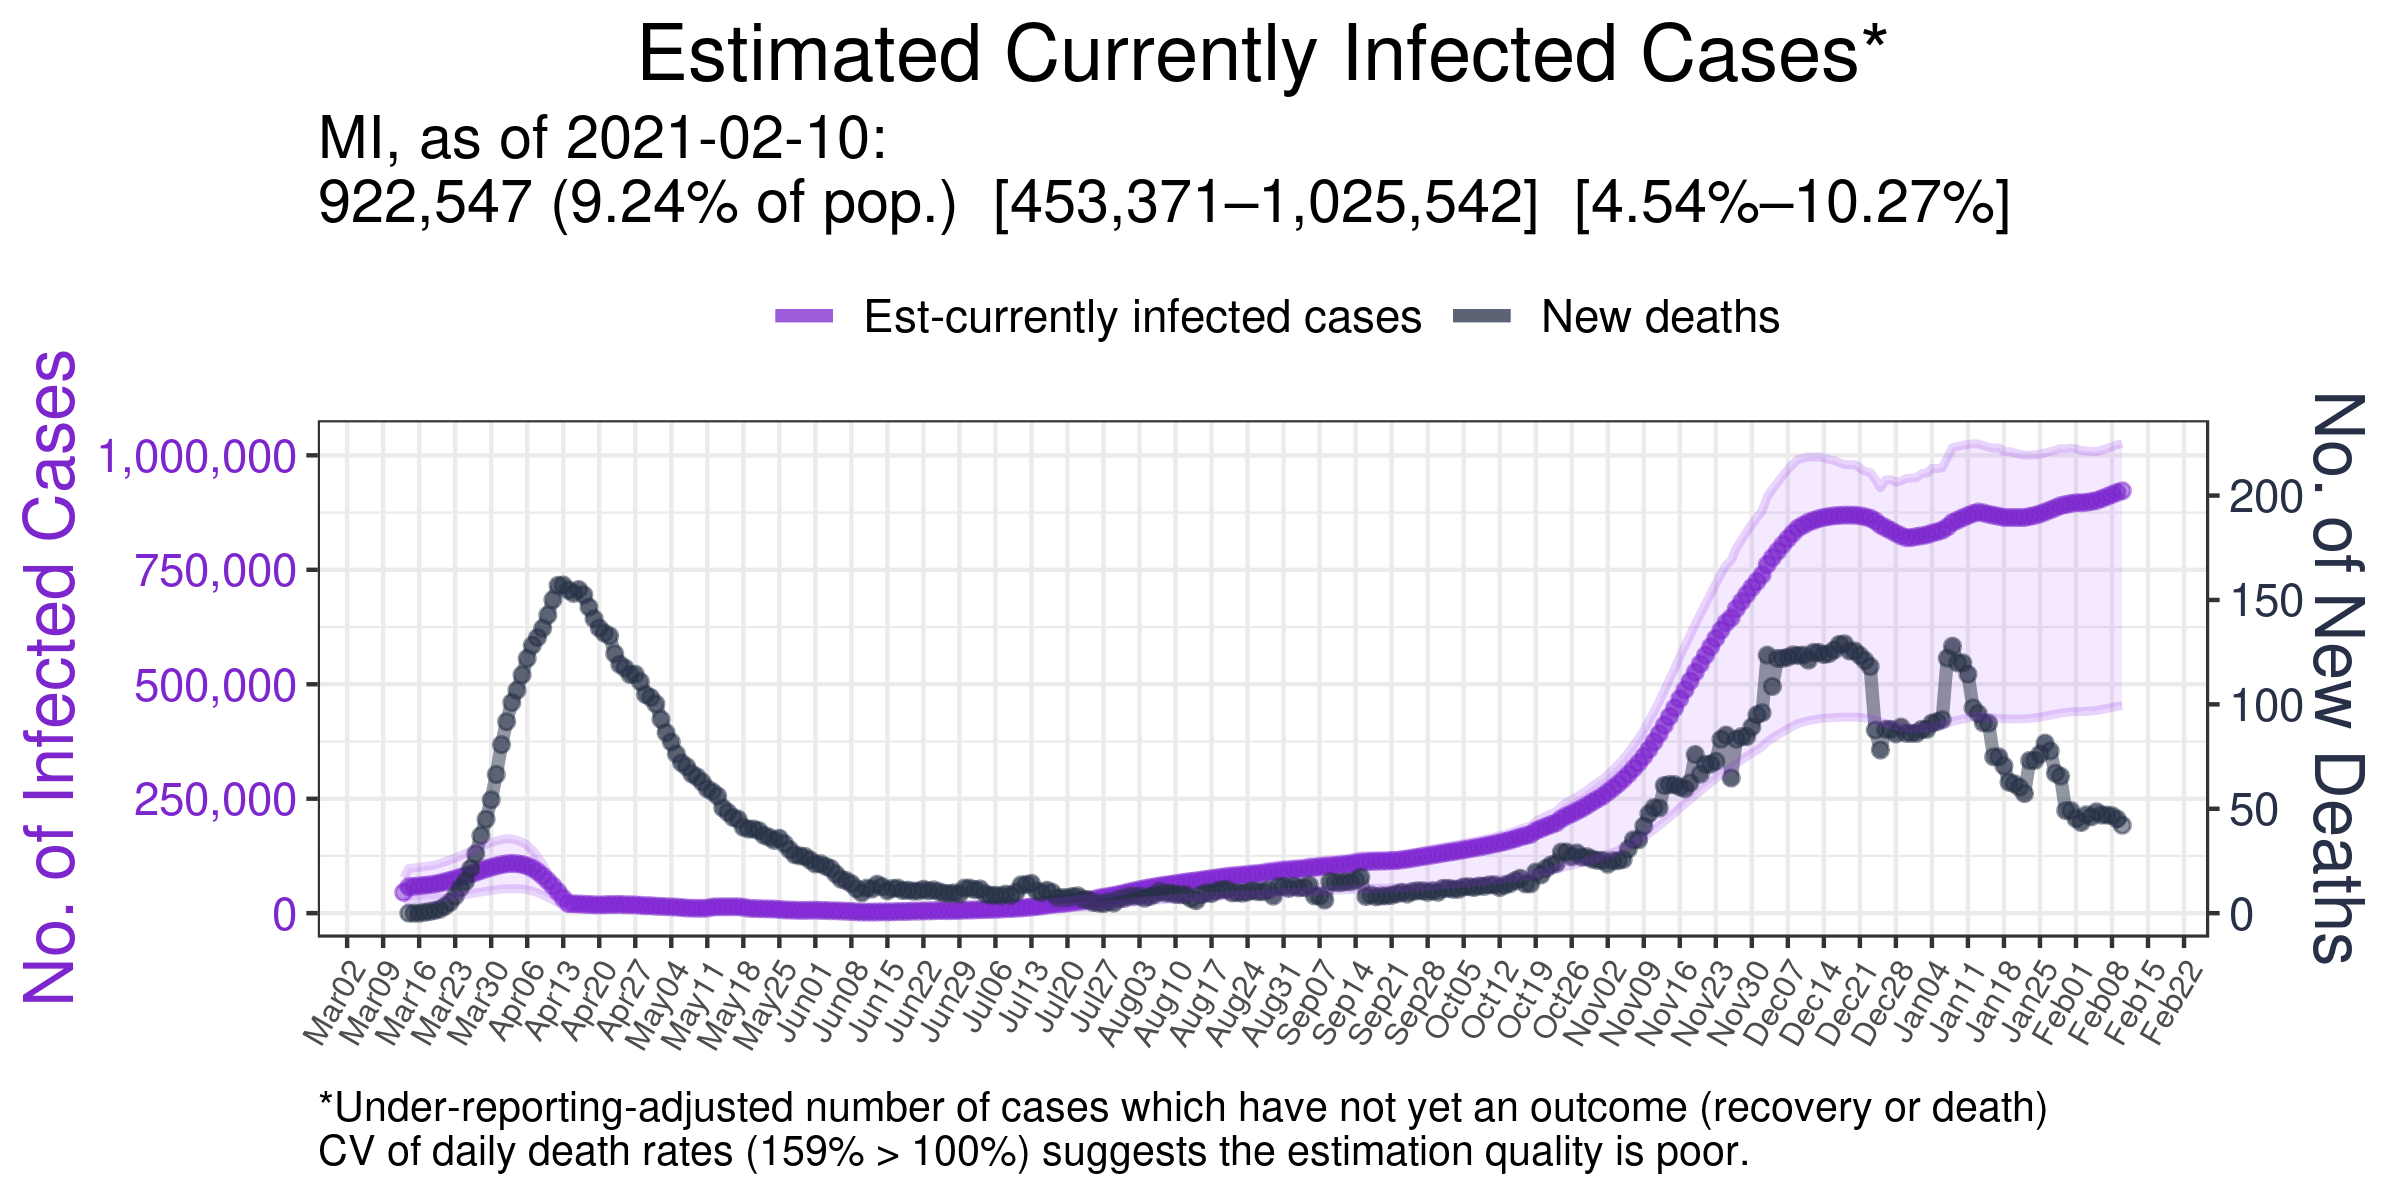 Estimated Currently Infected Cases*
MI, as of 2021-02-10:
922,547 (9.24% of pop.)  [453,371–1,025,542]  [4.54%–10.27%]
Est-currently infected cases
New deaths
No. of Infected Cases
1,000,000
750,000
500,000
250,000
0
No. of New Deaths
200
150
100
50
0
Mar02
Mar09
Mar16
Mar23
Mar30
Apr06
Apr13
Apr20
Apr27
May04
May11
May18
May25
Jun01
Jun08
Jun15
Jun22
Jun29
Jul06
Jul13
Jul20
Jul27
Aug03
Aug10
Aug17
Aug24
Aug31
Sep07
Sep14
Sep21
Sep28
Oct05
Oct12
Oct19
Oct26
Nov02
Nov09
Nov16
Nov23
Nov30
Dec07
Dec14
Dec21
Dec28
Jan04
Jan11
Jan18
Jan25
Feb01
Feb08
Feb15
Feb22
*Under-reporting-adjusted number of cases which have not yet an outcome (recovery or death)
CV of daily death rates (159% > 100%) suggests the estimation quality is poor.